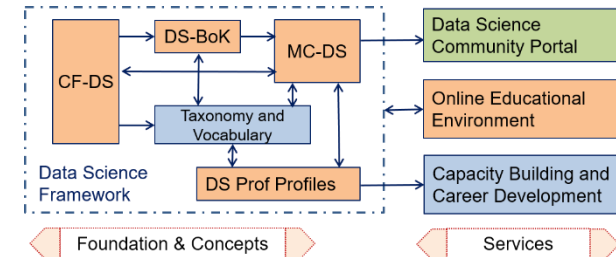 DS-BoK
MC-DS
CF-DS
Taxonomy and
Vocabulary
Data Science
Framework
DS Prof Profiles
Data Science
Community Portal
Online Educational
Environment
Capacity Building and
Career Development
Foundation & Concepts
Services